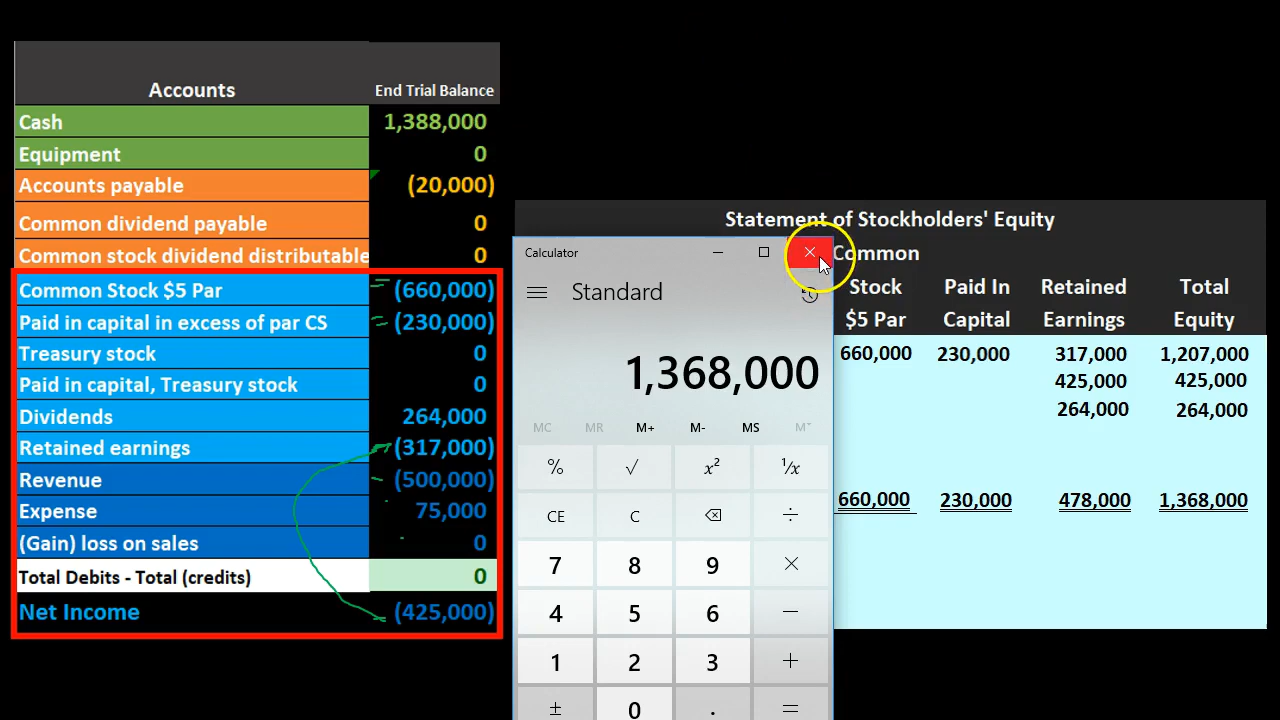 Accounts End Trial Balance
Cash 1,388,000
Equipment 0
Accounts payable (20,000)
Common dividend payable 0
Common stock dividend distributable 0
Common Stock $5 Par (660,000)
Paid in capital in excess of par CS (230,000)
Treasury stock 0
Paid in capital, Treasury stock 0
Dividends 264,000
Retained earnings (317,000)
Revenue (500,000)
Expense 75,000
(Gain) loss on sales 0
Total Debits - Total (credits) 0
Net Income (425,000)
Statement of Stockholders' Equity
Common
Stock Paid In Retained Total
$5 Par Capital Earnings Equity
660,000 230,000 317,000 1,207,000
425,000 425,000
264,000 264,000
660,000 230,000 478,000 1,368,000
Calculator
Standard
1,368,000
MC MR M+ M- MS M˅
% √ x² ¹/x
CE C ÷
7 8 9 ×
4 5 6 −
1 2 3 +
± 0 . =